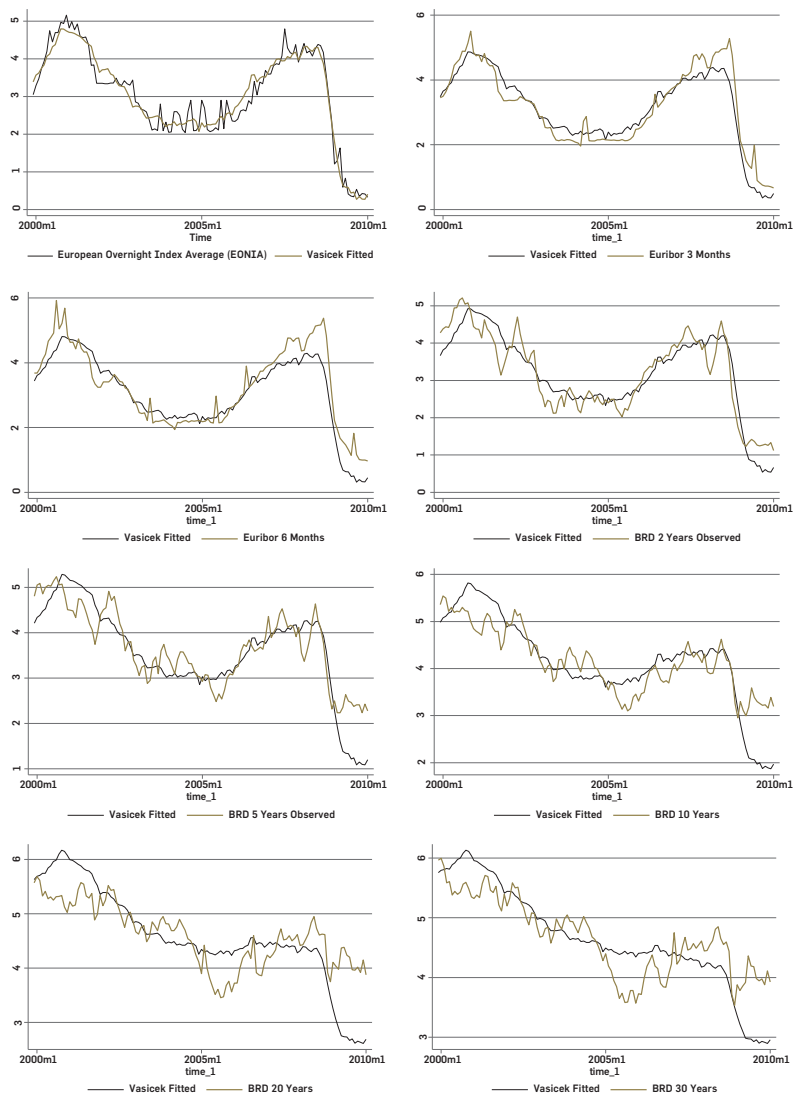 5
4
3
2
1
0
2000m1 2005m1 2010m1
Time
European Overnight Index Average (EONIA) Vasicek Fitted
6
4
2
0
2000m1 2005m1 2010m1
time_1
Vasicek Fitted Euribor 3 Months
6
4
2
0
2000m1 2005m1 2010m1
time_1
Vasicek Fitted Euribor 6 Months
5
4
3
2
1
0
2000m1 2005m1 2010m1
time_1
Vasicek Fitted BRD 2 Years Observed
5
4
3
2
1
2000m1 2005m1 2010m1
time_1
Vasicek Fitted BRD 5 Years Observed
6
5
4
3
2
2000m1 2005m1 2010m1
time_1
Vasicek Fitted BRD 10 Years
6
5
4
3
2000m1 2005m1 2010m1
time_1
Vasicek Fitted BRD 20 Years
6
5
4
3
2000m1 2005m1 2010m1
time_1
Vasicek Fitted BRD 30 Years